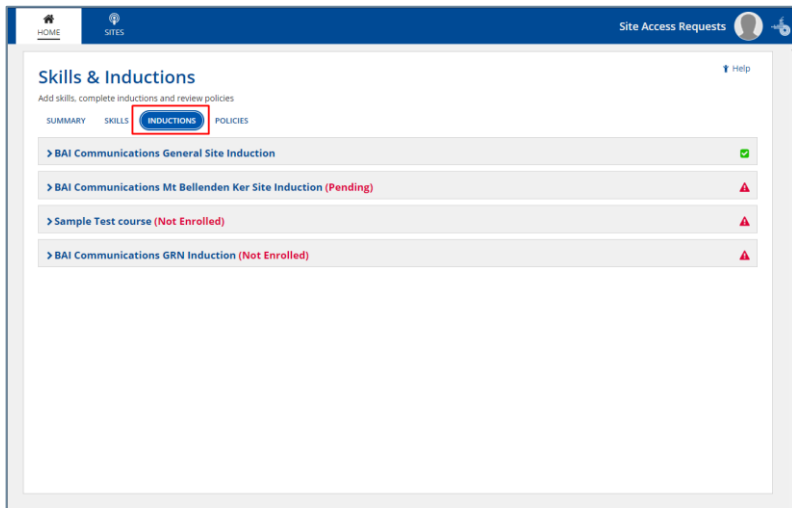 HOME
SITES
Site Access Requests
Skills & Inductions
Help
Add skills, complete inductions and review policies
SUMMARY SKILLS INDUCTIONS POLICIES
BAI Communications General Site Induction
BAI Communications Mt Bellenden Ker Site Induction (Pending)
Sample Test course (Not Enrolled)
BAI Communications GRN Induction (Not Enrolled)